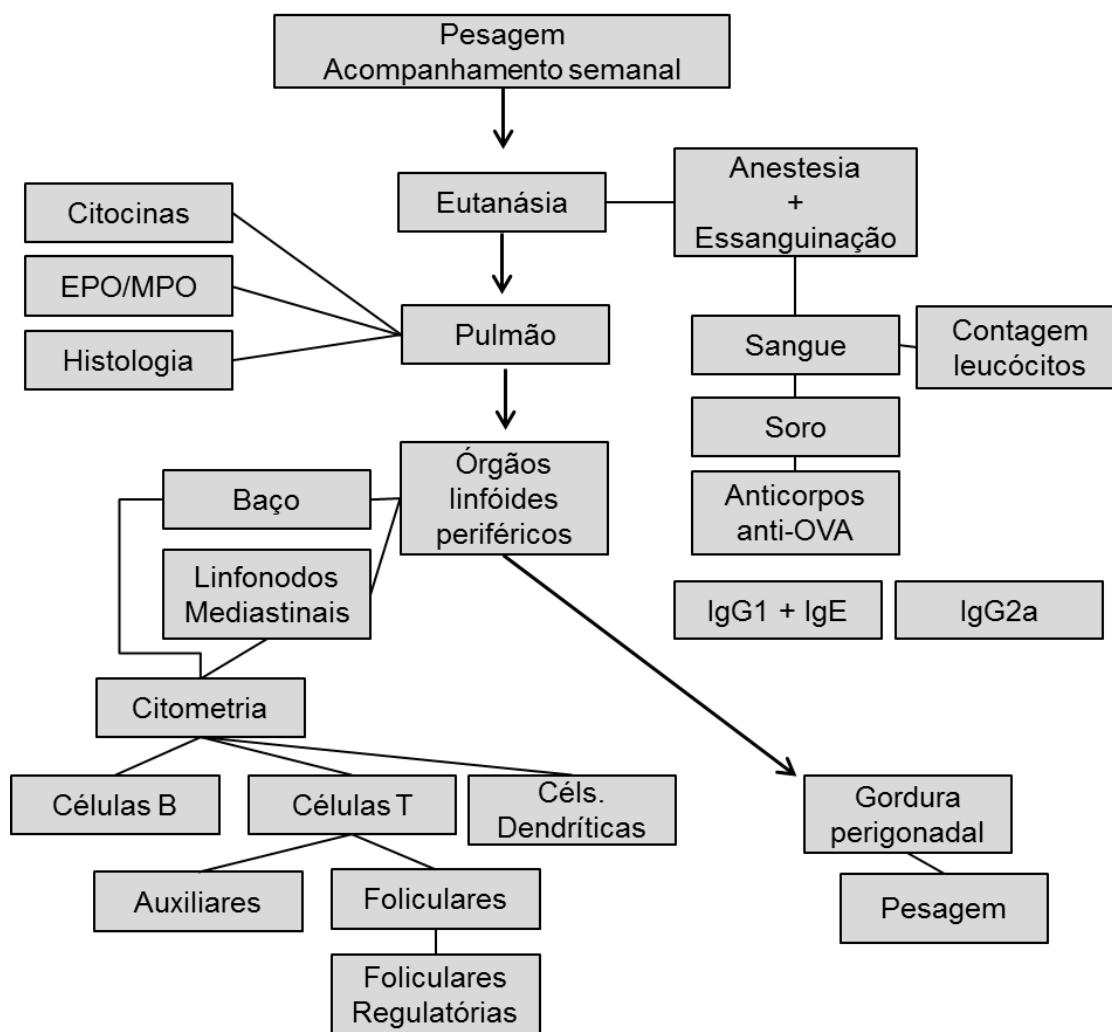 Pesagem
Acompanhamento semanal
Eutanásia
Anestesia
+
Essanguinação
Citocinas
EPO/MPO
Histologia
Pulmão
Sangue
Contagem
leucócitos
Soro
Anticorpos
anti-OVA
IgG1 + IgE
IgG2a
Órgãos
linfóides
periféricos
Baço
Linfonodos
Mediastinais
Citometria
Células B
Células T
Céls.
Dendríticas
Auxiliares
Foliculares
Foliculares
Regulatórias
Gordura
perigonadal
Pesagem